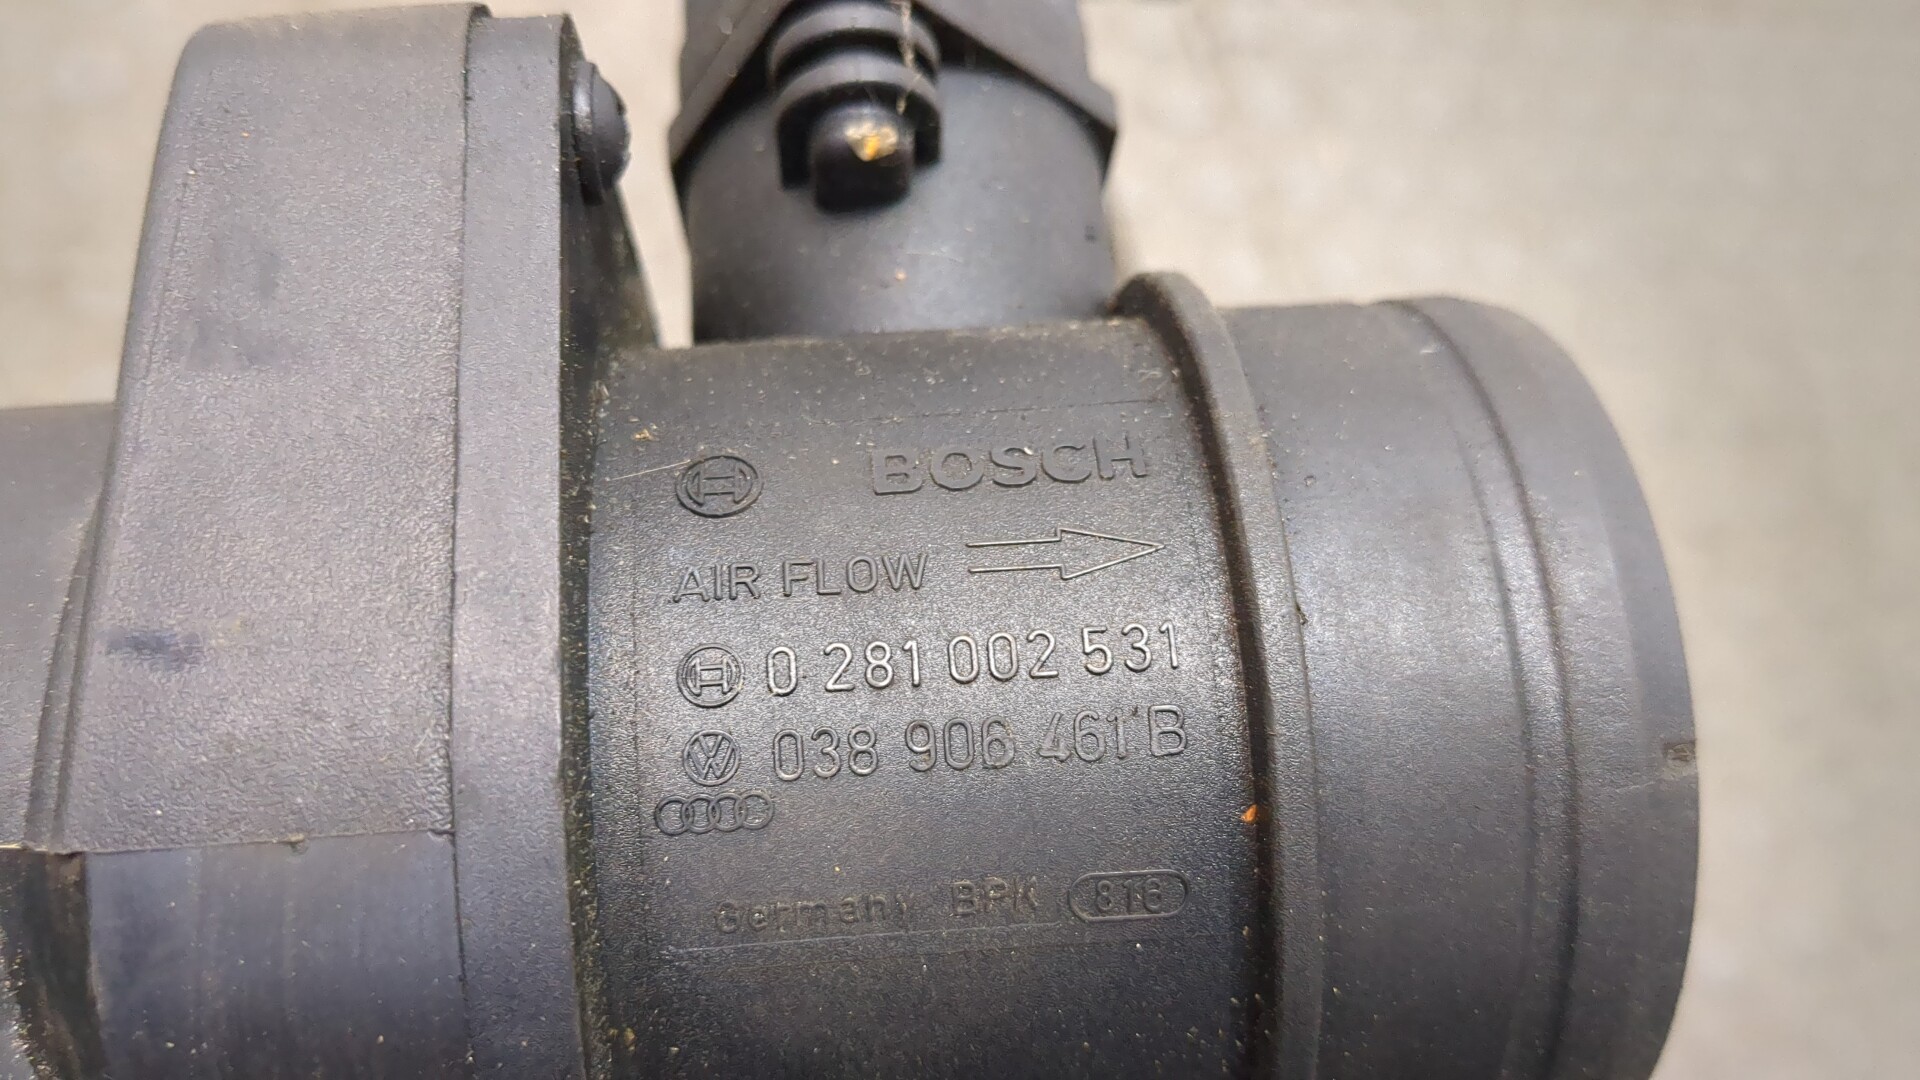 BOSCH
AIR FLOW
0 281 002 531
038 906 461 B
Germany BPK 816